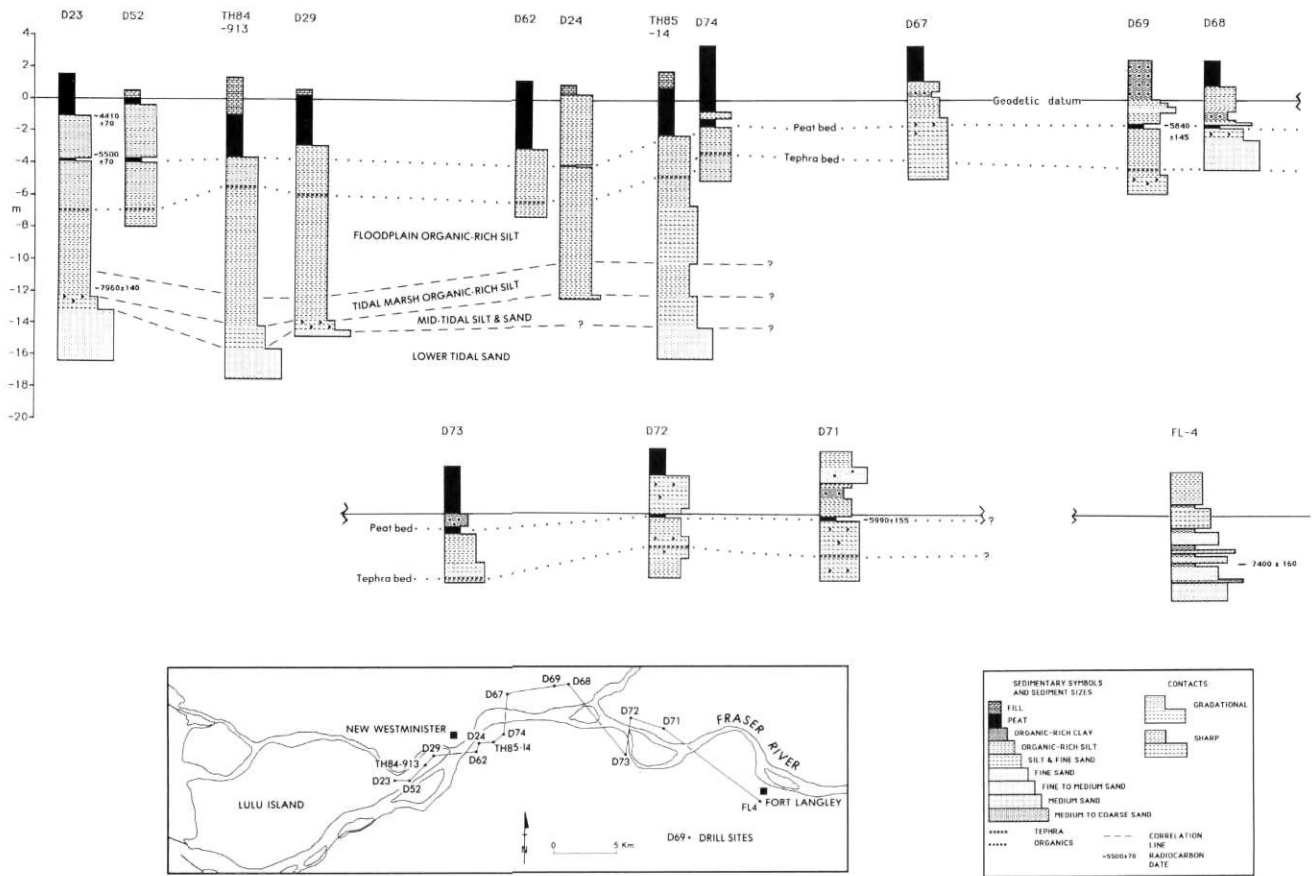 D23 D52 TH84 D29 D62 D24 TH85 D74 D67 D69 D68
-913 -14
4
2
0
-2
-4
-6
m
-8
-10
-12
-14
-16
-18
-20
Geodetic datum
-4410
±70
-5500
±70
-7960±140
Peat bed
-5840
±145
Tephra bed
FLOODPLAIN ORGANIC-RICH SILT
TIDAL MARSH ORGANIC-RICH SILT
MID-TIDAL SILT & SAND
LOWER TIDAL SAND
?
?
?
?
D73 D72 D71 FL-4
Peat bed
-5990±155
?
Tephra bed
?
7400 ± 160
NEW WESTMINISTER
D67
D69
D68
D72
D71
FRASER
RIVER
D24
D74
TH85-14
D29
D62
TH84-913
D23
D52
D73
LULU ISLAND
FORT LANGLEY
FL4
N
0 5 Km
D69 • DRILL SITES
SEDIMENTARY SYMBOLS
AND SEDIMENT SIZES
FILL
PEAT
ORGANIC-RICH CLAY
ORGANIC-RICH SILT
SILT & FINE SAND
FINE SAND
FINE TO MEDIUM SAND
MEDIUM SAND
MEDIUM TO COARSE SAND
TEPHRA
ORGANICS
CONTACTS:
GRADATIONAL
SHARP
CORRELATION
LINE
-5500±70 RADIOCARBON
DATE